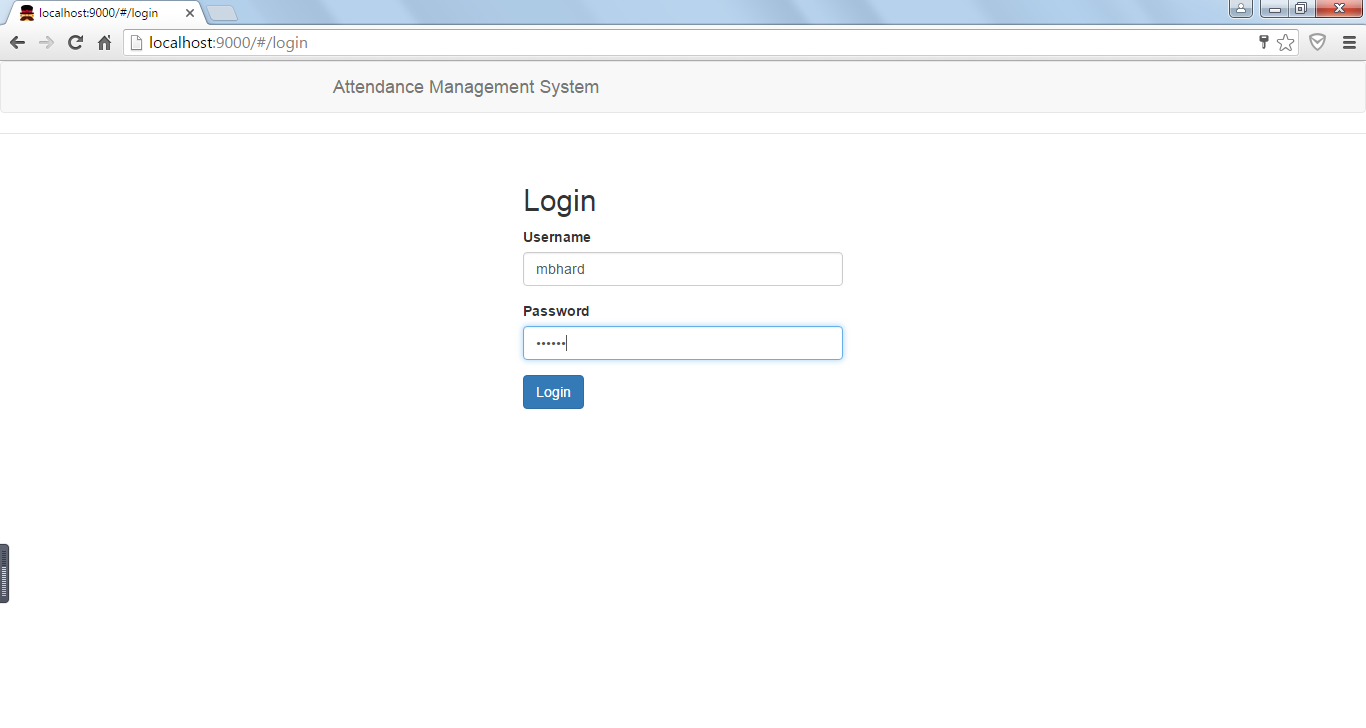 localhost:9000/#/login
localhost:9000/#/login
Attendance Management System
Login
Username
mbhard
Password
••••••
Login